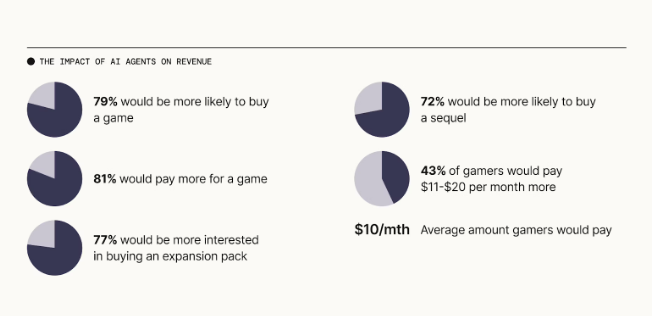 THE IMPACT OF AI AGENTS ON REVENUE
79% would be more likely to buy
a game
81% would pay more for a game
77% would be more interested
in buying an expansion pack
72% would be more likely to buy
a sequel
43% of gamers would pay
$11-$20 per month more
$10/mth Average amount gamers would pay